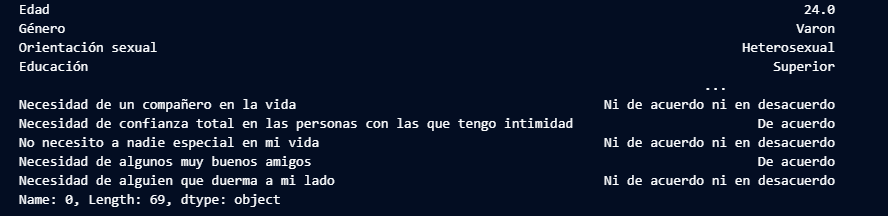 Edad 24.0
Género Varon
Orientación sexual Heterosexual
Educación Superior
...
Necesidad de un compañero en la vida Ni de acuerdo ni en desacuerdo
Necesidad de confianza total en las personas con las que tengo intimidad De acuerdo
No necesito a nadie especial en mi vida Ni de acuerdo ni en desacuerdo
Necesidad de algunos muy buenos amigos De acuerdo
Necesidad de alguien que duerma a mi lado Ni de acuerdo ni en desacuerdo
Name: 0, Length: 69, dtype: object